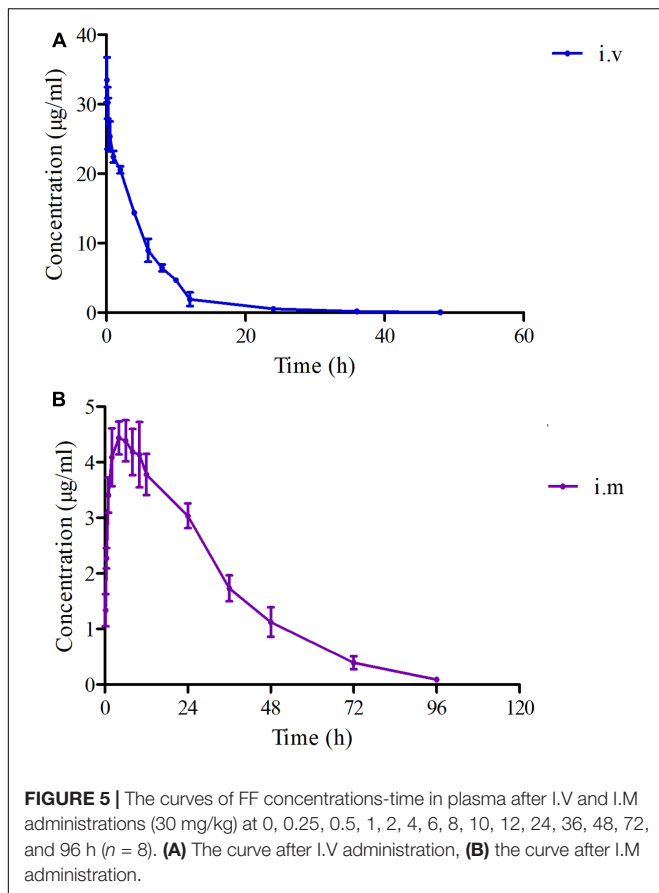 A
i.v
Concentration (µg/ml)
40
30
20
10
0
0 20 40 60
Time (h)
B
i.m
Concentration (µg/ml)
5
4
3
2
1
0
0 24 48 72 96 120
Time (h)
FIGURE 5 | The curves of FF concentrations-time in plasma after I.V and I.M
administrations (30 mg/kg) at 0, 0.25, 0.5, 1, 2, 4, 6, 8, 10, 12, 24, 36, 48, 72,
and 96 h (n = 8). (A) The curve after I.V administration, (B) the curve after I.M
administration.